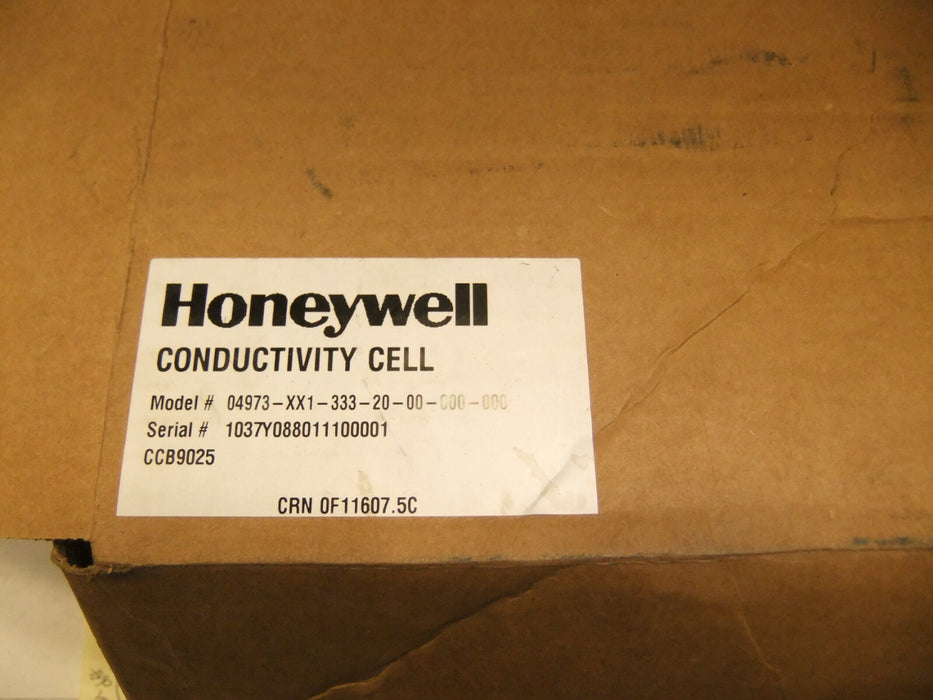 Honeywell
CONDUCTIVITY CELL
Model # 04973-XX1-333-20-00-000-000
Serial # 1037Y088011100001
CCB9025
CRN 0F11607.5C